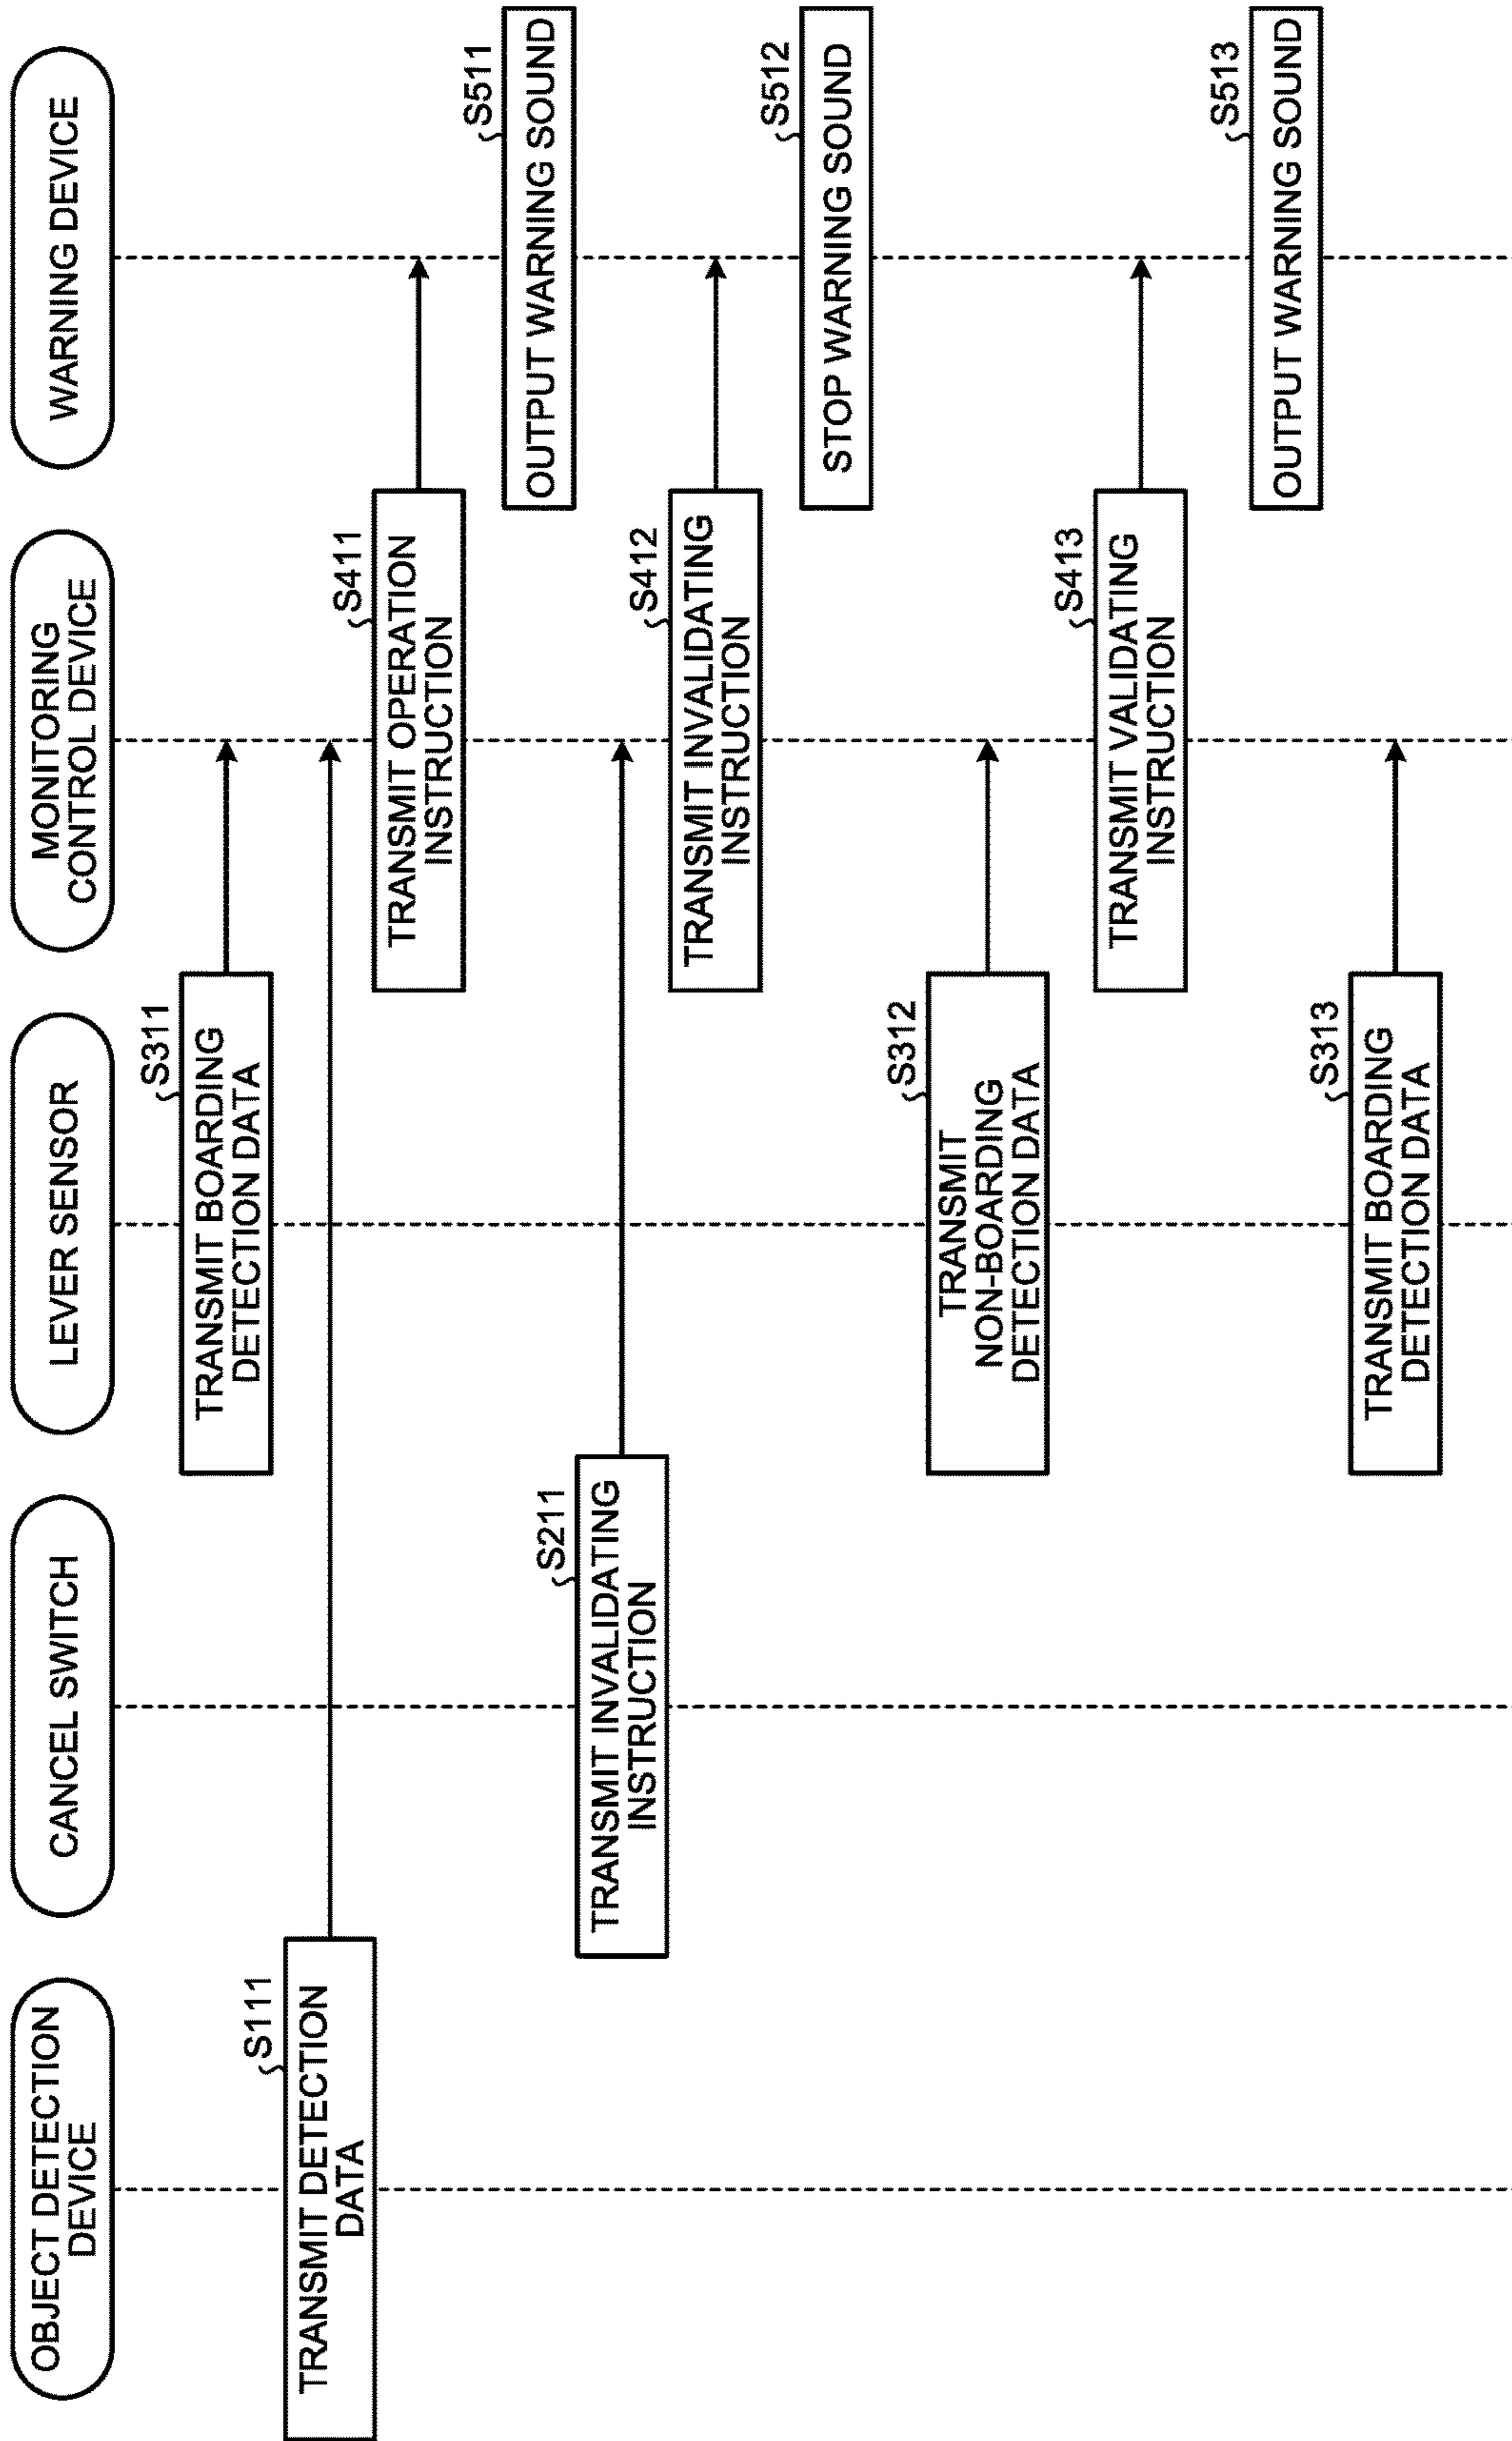 OBJECT DETECTION
DEVICE
CANCEL SWITCH
LEVER SENSOR
MONITORING
CONTROL DEVICE
WARNING DEVICE
S311
TRANSMIT BOARDING
DETECTION DATA
S111
TRANSMIT DETECTION
DATA
S411
TRANSMIT OPERATION
INSTRUCTION
S511
OUTPUT WARNING SOUND
S211
TRANSMIT INVALIDATING
INSTRUCTION
S412
TRANSMIT INVALIDATING
INSTRUCTION
S512
STOP WARNING SOUND
S312
TRANSMIT
NON-BOARDING
DETECTION DATA
S413
TRANSMIT VALIDATING
INSTRUCTION
S513
OUTPUT WARNING SOUND
S313
TRANSMIT BOARDING
DETECTION DATA